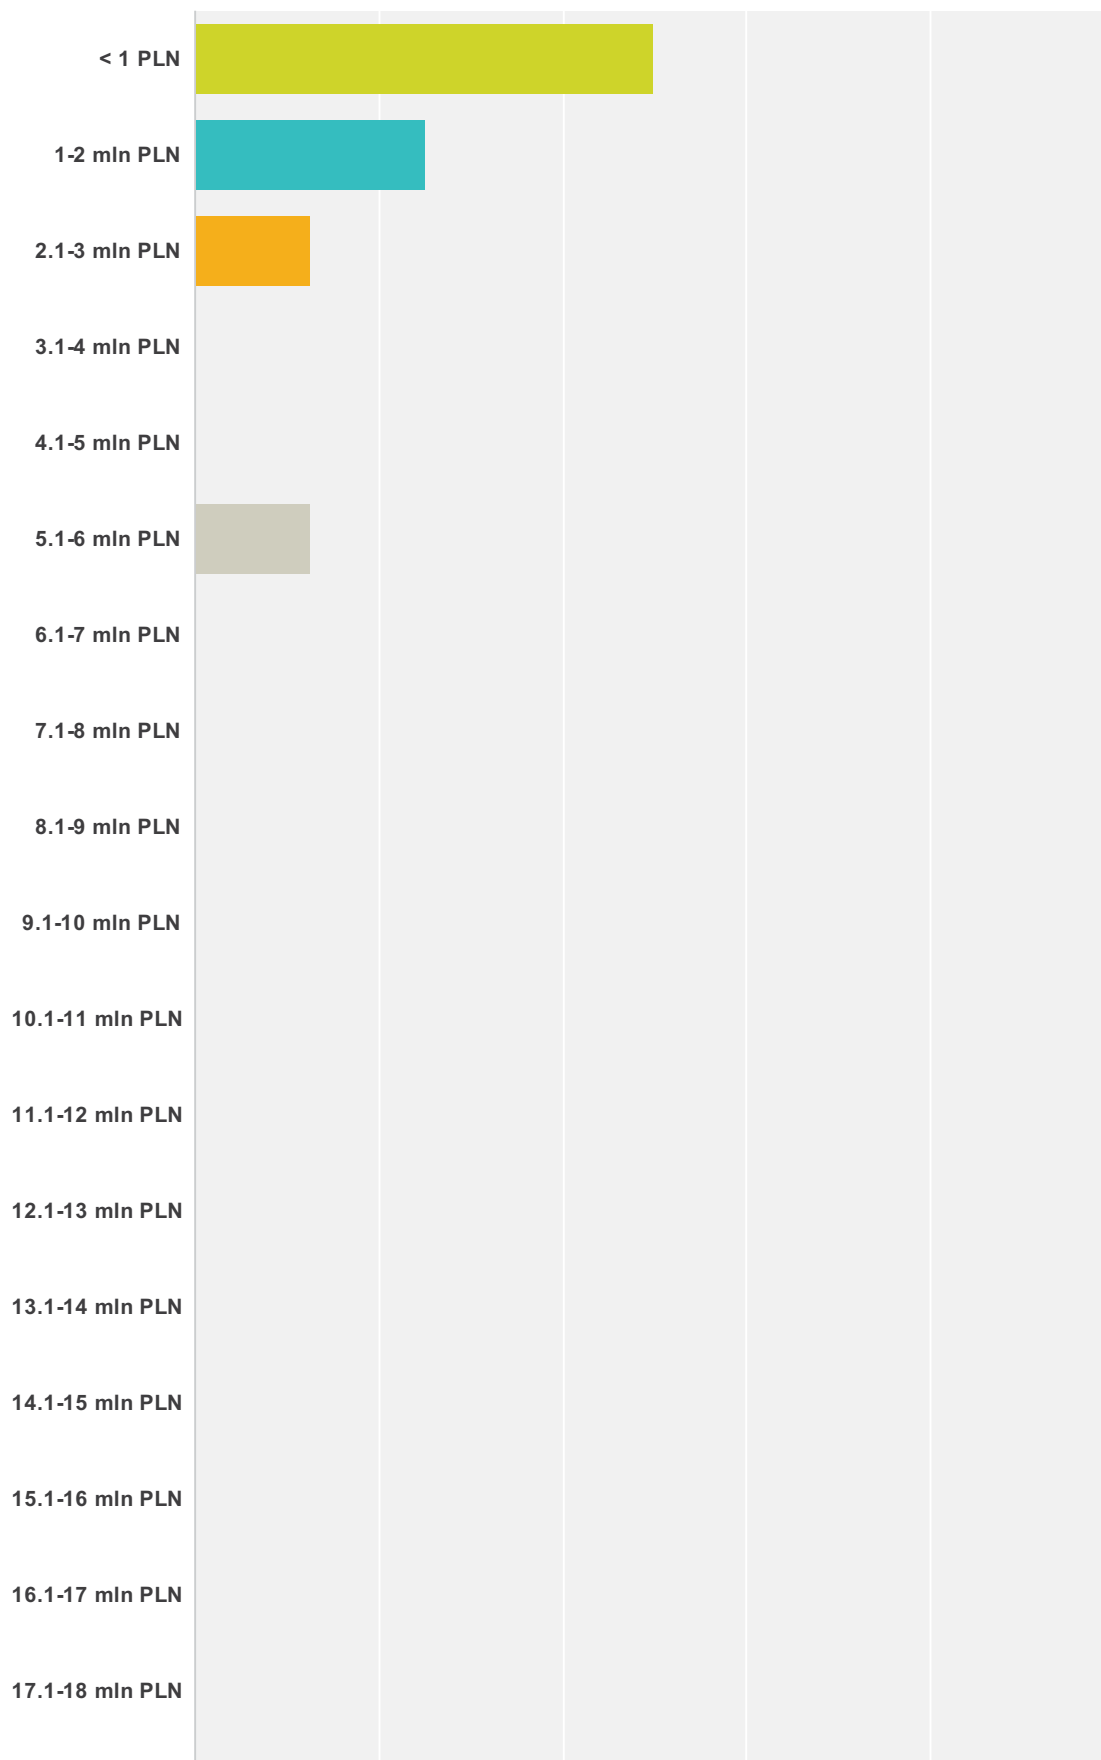 < 1 PLN
1-2 mln PLN
2.1-3 mln PLN
3.1-4 mln PLN
4.1-5 mln PLN
5.1-6 mln PLN
6.1-7 mln PLN
7.1-8 mln PLN
8.1-9 mln PLN
9.1-10 mln PLN
10.1-11 mln PLN
11.1-12 mln PLN
12.1-13 mln PLN
13.1-14 mln PLN
14.1-15 mln PLN
15.1-16 mln PLN
16.1-17 mln PLN
17.1-18 mln PLN